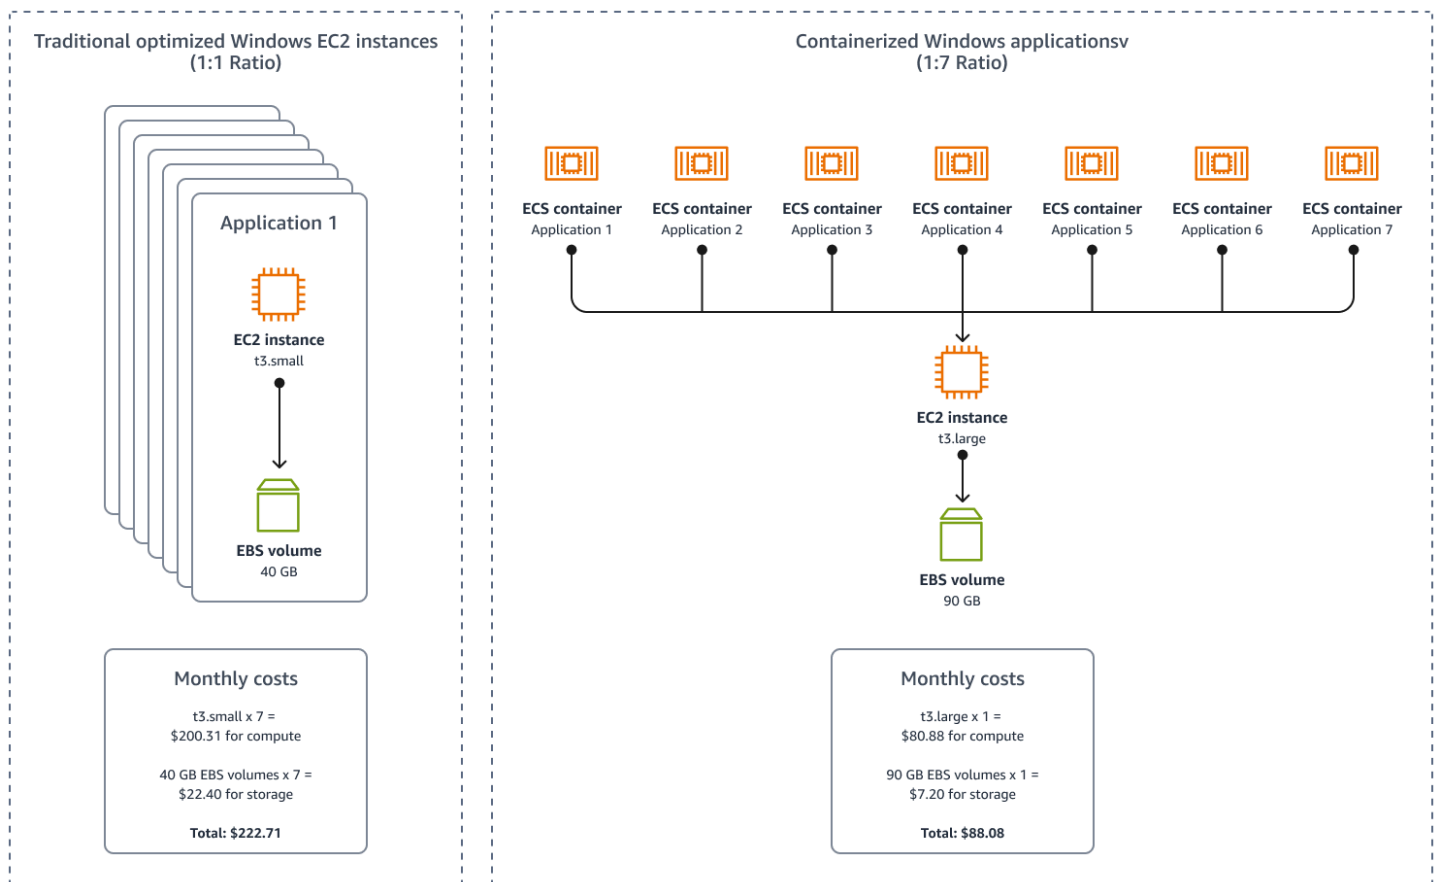 Traditional optimized Windows EC2 instances
(1:1 Ratio)
Application 1
EC2 instance
t3.small
EBS volume
40 GB
Monthly costs
t3.small x 7 =
$200.31 for compute
40 GB EBS volumes x 7 =
$22.40 for storage
Total: $222.71
Containerized Windows applicationsv
(1:7 Ratio)
ECS container
Application 1
ECS container
Application 2
ECS container
Application 3
ECS container
Application 4
ECS container
Application 5
ECS container
Application 6
ECS container
Application 7
EC2 instance
t3.large
EBS volume
90 GB
Monthly costs
t3.large x 1 =
$80.88 for compute
90 GB EBS volumes x 1 =
$7.20 for storage
Total: $88.08